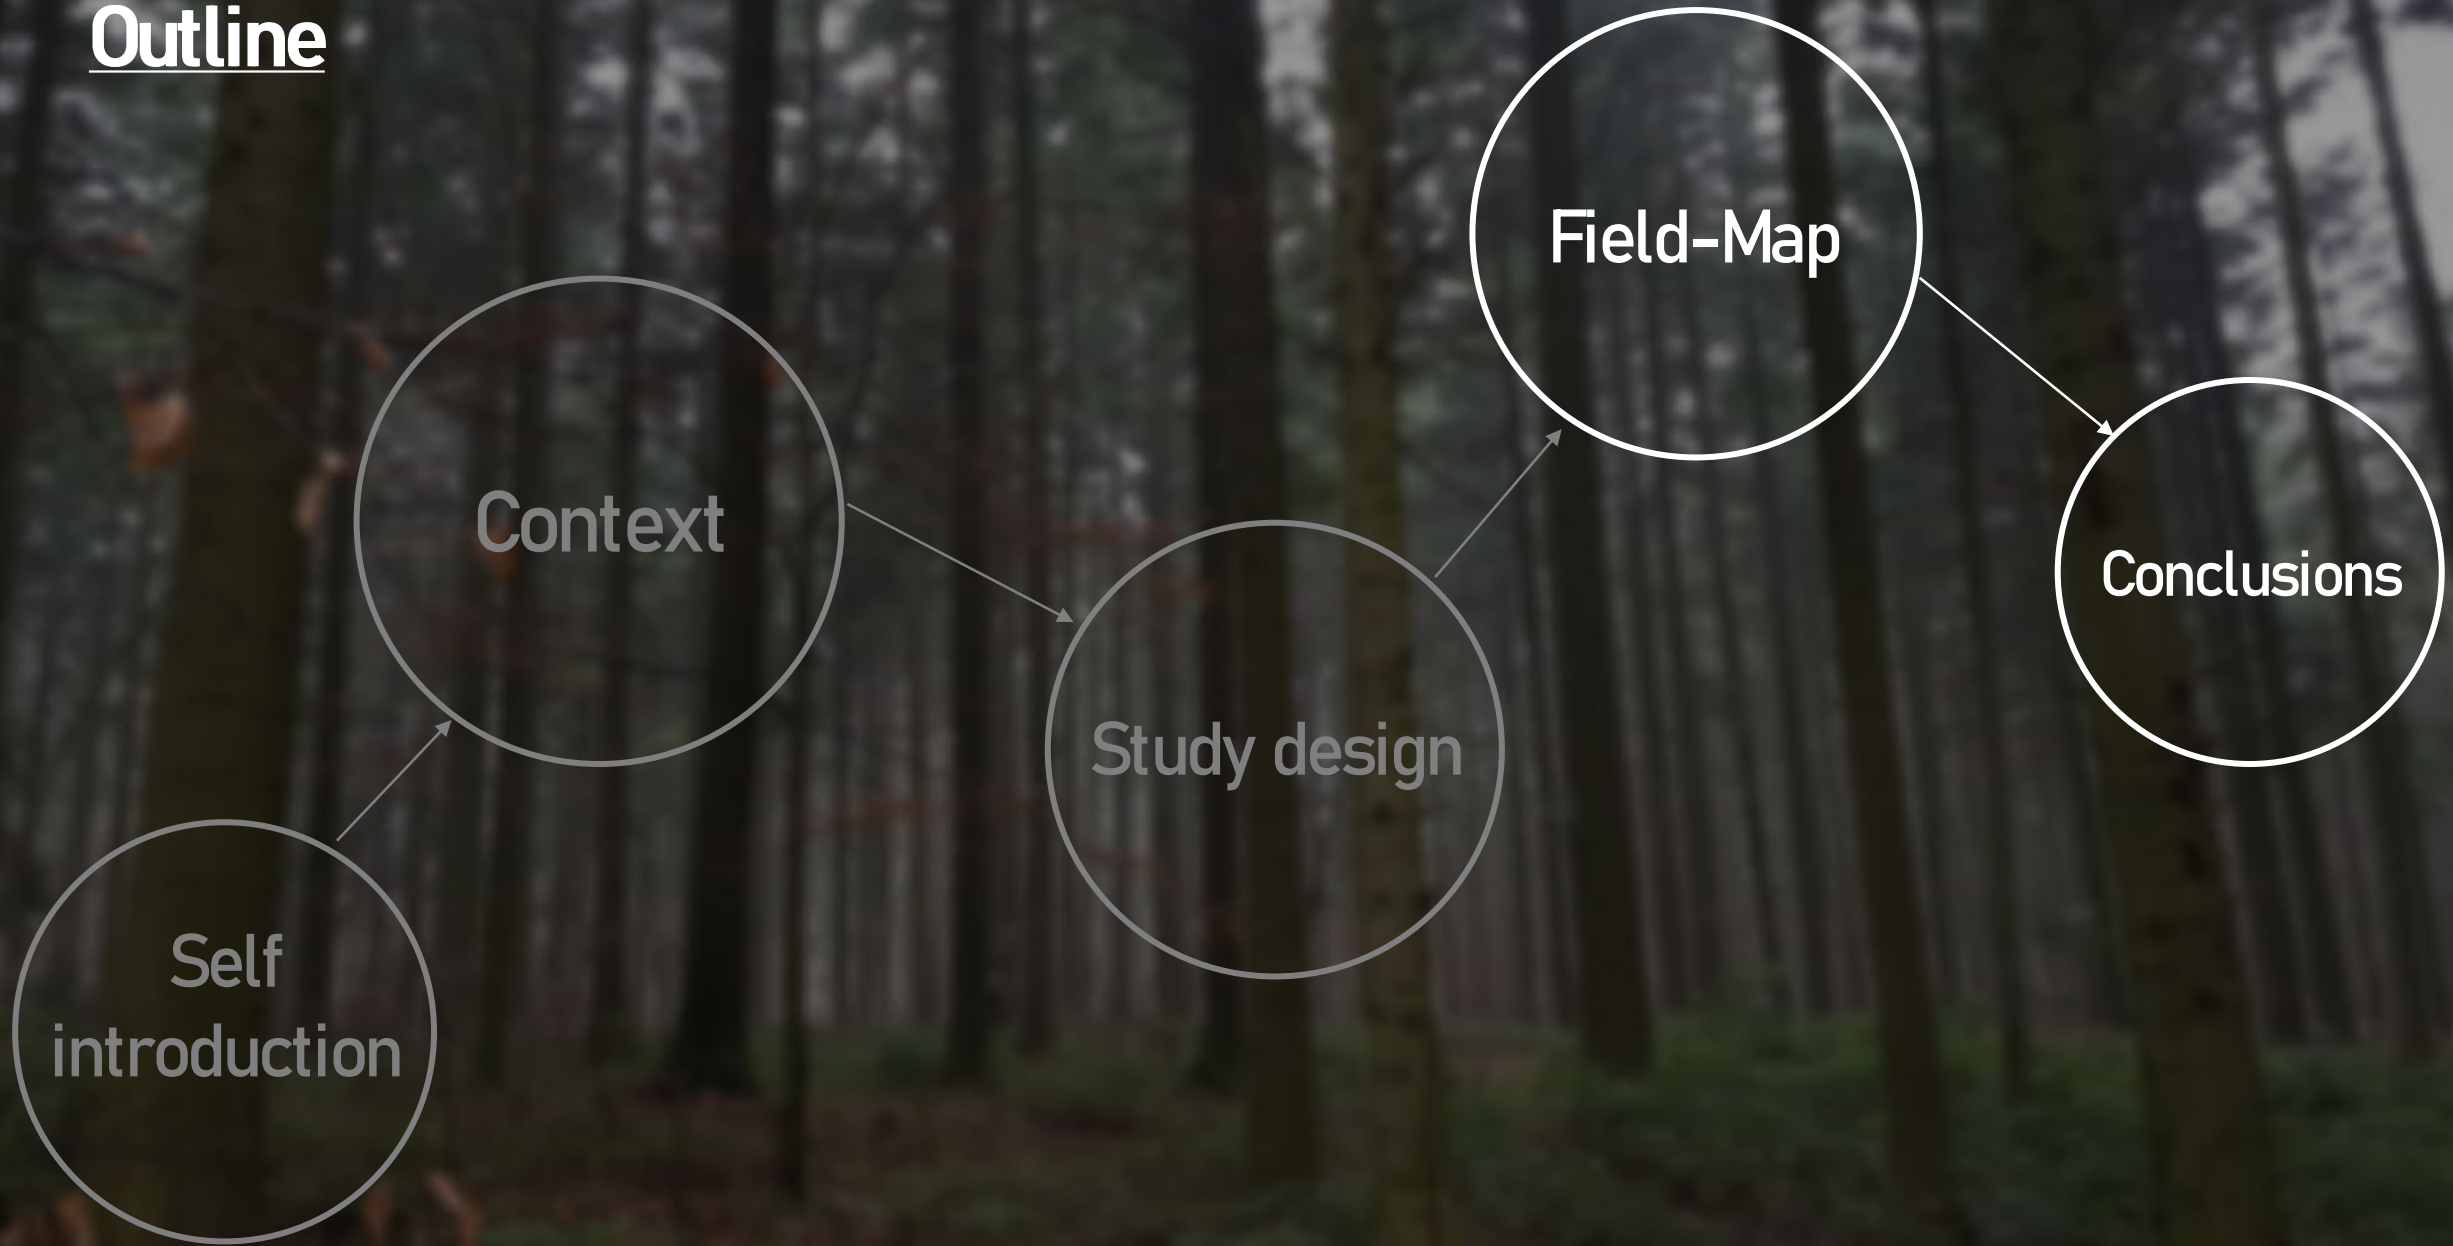 Outline
Self
introduction
Context
Study design
Field-Map
Conclusions